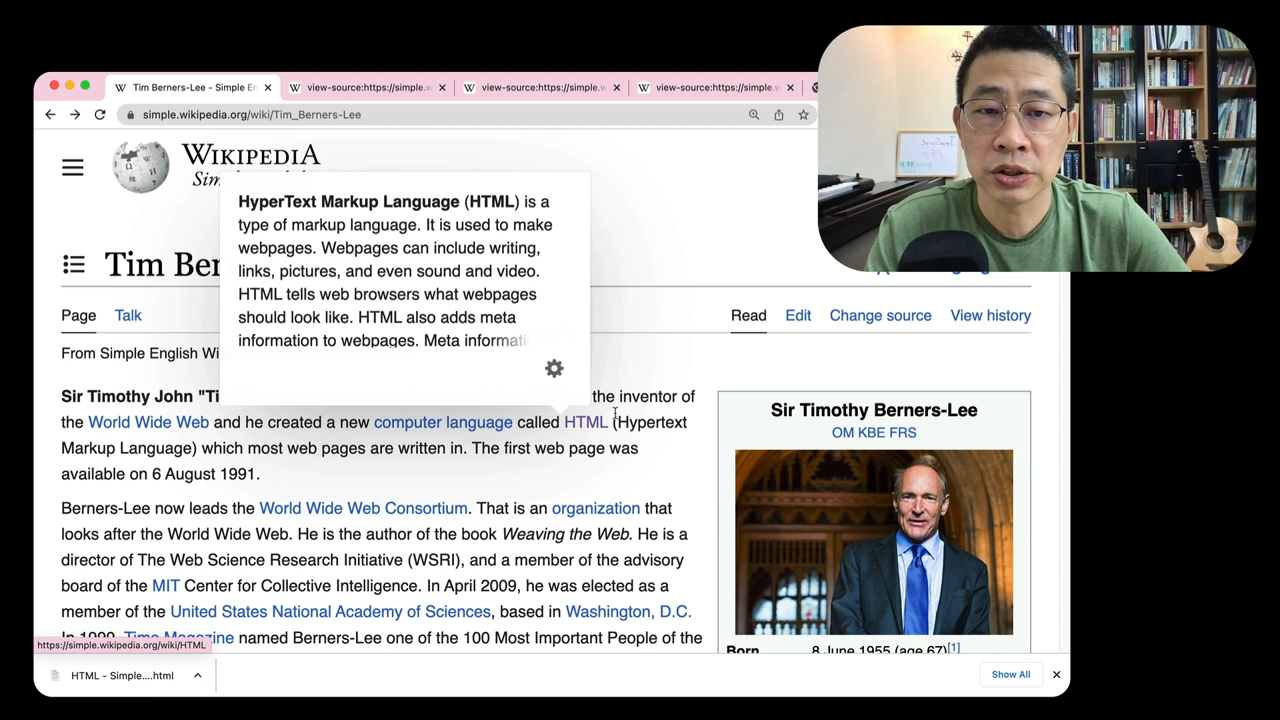 Tim Berners-Lee - Simple En
view-source:https://simple.w
view-source:https://simple.w
view-source:https://simple.w
simple.wikipedia.org/wiki/Tim_Berners-Lee
WIKIPEDIA
Sim
HyperText Markup Language (HTML) is a
type of markup language. It is used to make
webpages. Webpages can include writing,
links, pictures, and even sound and video.
HTML tells web browsers what webpages
should look like. HTML also adds meta
information to webpages. Meta informati
Tim Ber
Page Talk Read Edit Change source View history
From Simple English Wi
Sir Timothy John "Ti the inventor of
the World Wide Web and he created a new computer language called HTML (Hypertext
Markup Language) which most web pages are written in. The first web page was
available on 6 August 1991.
Berners-Lee now leads the World Wide Web Consortium. That is an organization that
looks after the World Wide Web. He is the author of the book Weaving the Web. He is a
director of The Web Science Research Initiative (WSRI), and a member of the advisory
board of the MIT Center for Collective Intelligence. In April 2009, he was elected as a
member of the United States National Academy of Sciences, based in Washington, D.C.
In 1999, Time Magazine named Berners-Lee one of the 100 Most Important People of the
Sir Timothy Berners-Lee
OM KBE FRS
Born 8 June 1955 (age 67)[1]
https://simple.wikipedia.org/wiki/HTML
HTML - Simple....html
Show All